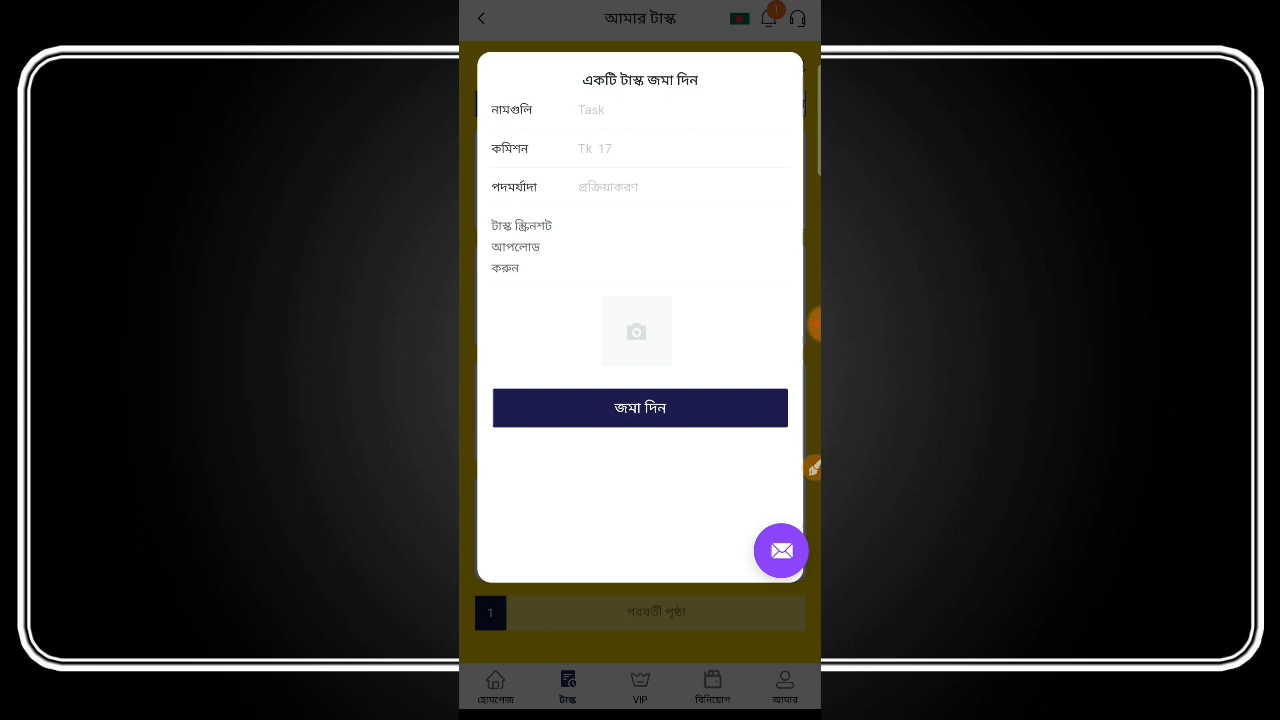 আমার টাস্ক
1
একটি টাস্ক জমা দিন
নামগুলি Task
কমিশন Tk 17
পদমর্যাদা প্রক্রিয়াকরণ
টাস্ক স্ক্রিনশট
আপলোড
করুন
জমা দিন
1 পরবর্তী পৃষ্ঠা
হোমপেজ টাস্ক VIP বিনিয়োগ আমার